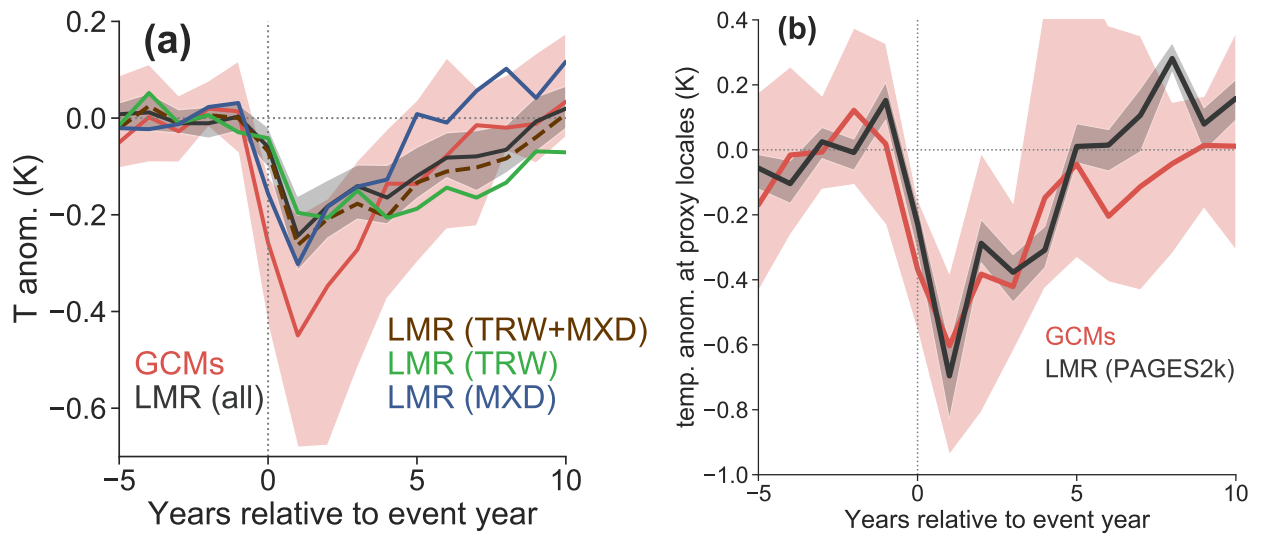 (a)
0.2
0.0
−0.2
−0.4
−0.6
T anom. (K)
GCMs
LMR (all)
LMR (TRW+MXD)
LMR (TRW)
LMR (MXD)
−5 0 5 10
Years relative to event year
(b)
0.4
0.2
0.0
−0.2
−0.4
−0.6
−0.8
−1.0
temp. anom. at proxy locales (K)
GCMs
LMR (PAGES2k)
−5 0 5 10
Years relative to event year